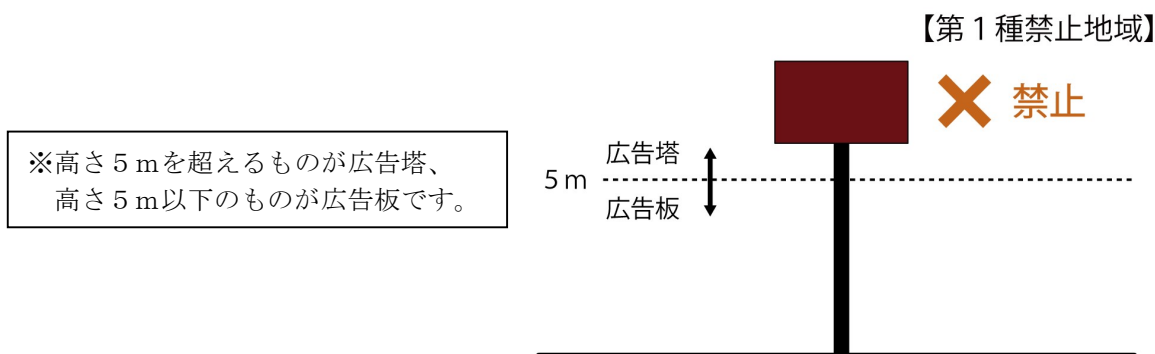 【第１種禁止地域】
禁止
※高さ５ｍを超えるものが広告塔、
高さ５ｍ以下のものが広告板です。
広告塔
5ｍ
広告板